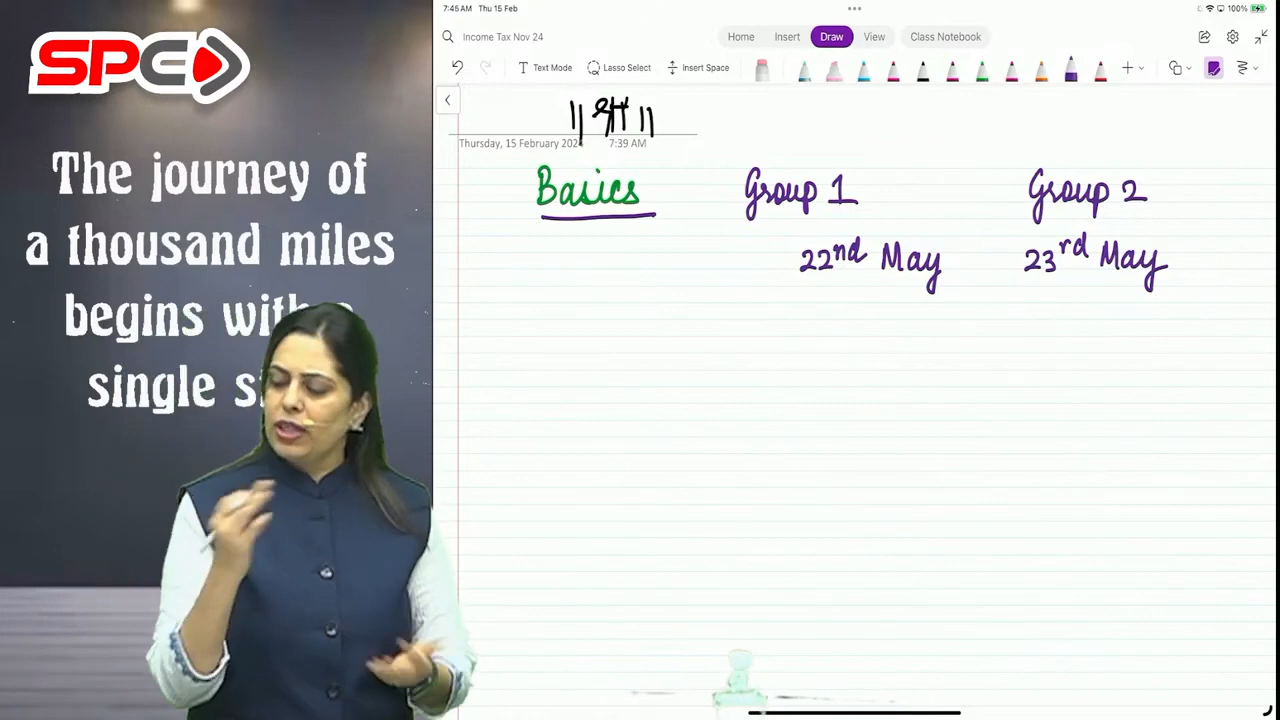 7:45 AM Thu 15 Feb
100%
SPC
The journey of
a thousand miles
begins with
single s
Income Tax Nov 24
Home Insert Draw View Class Notebook
Text Mode Lasso Select Insert Space
॥ श्री ॥
Thursday, 15 February 2024 7:39 AM
Basics Group 1 Group 2
22nd May 23rd May